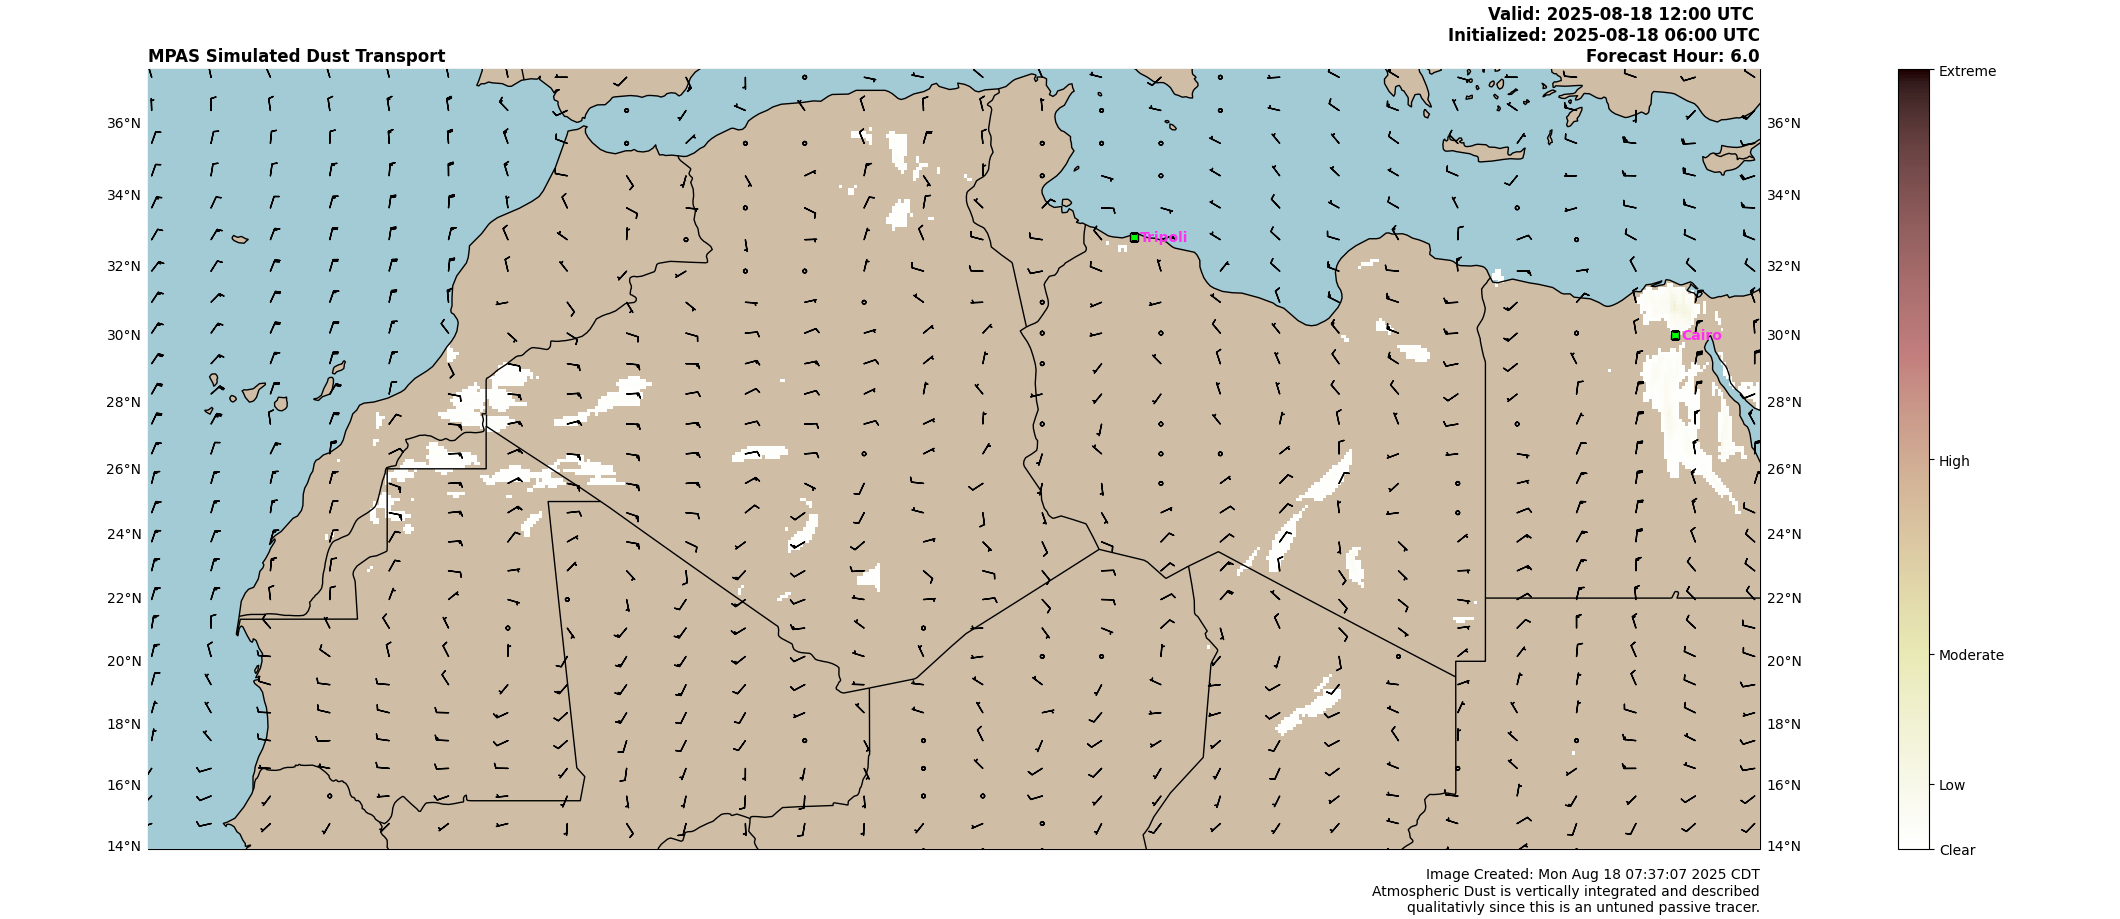 Valid: 2025-08-18 12:00 UTC
Initialized: 2025-08-18 06:00 UTC
MPAS Simulated Dust Transport
Forecast Hour: 6.0
Extreme
36°N
36°N
34°N
34°N
Tripoli
32°N
32°N
30°N
Cairo
30°N
28°N
28°N
26°N
26°N
High
24°N
24°N
22°N
22°N
20°N
20°N
Moderate
18°N
18°N
16°N
16°N
Low
14°N
14°N
Clear
Image Created: Mon Aug 18 07:37:07 2025 CDT
Atmospheric Dust is vertically integrated and described
qualitativly since this is an untuned passive tracer.